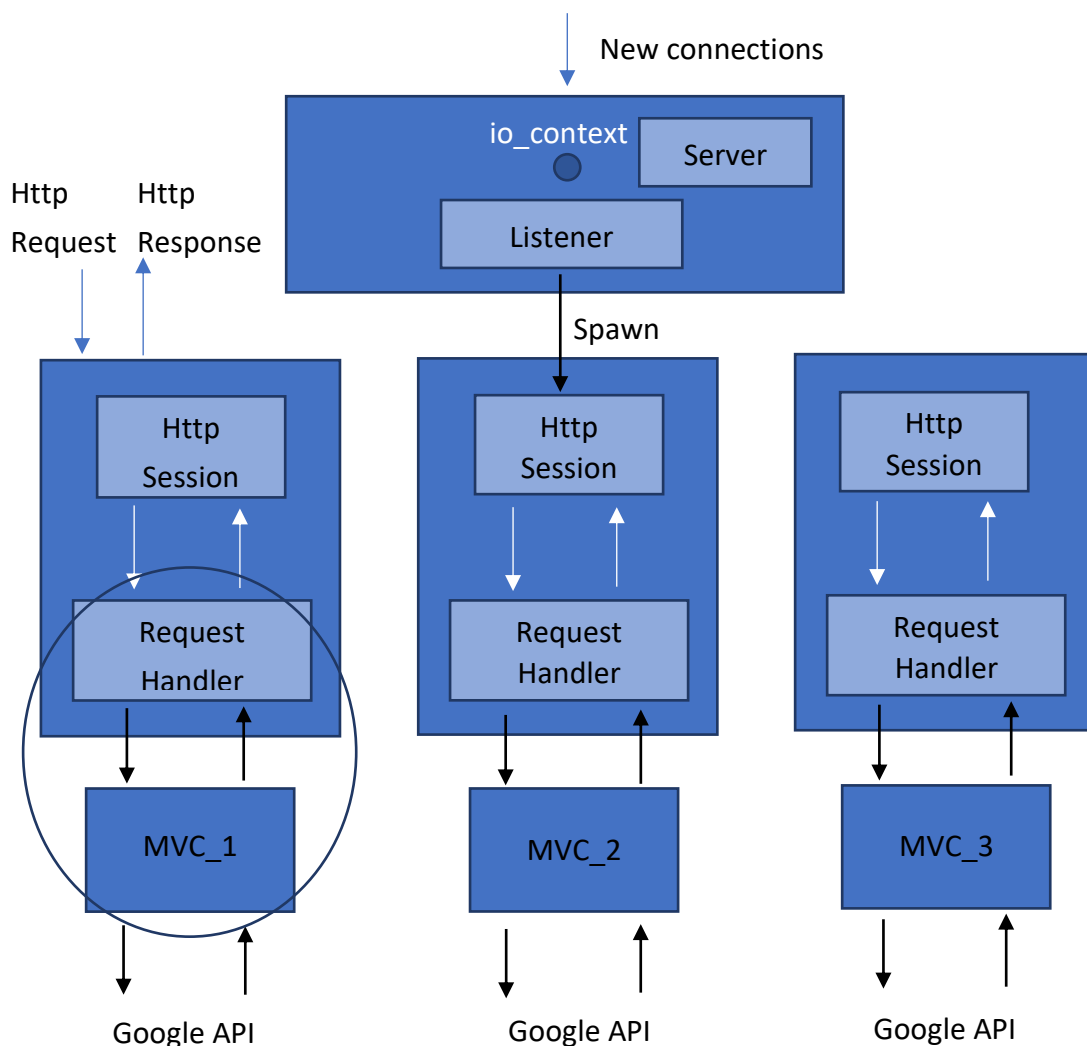 New connections
io_context
Server
Listener
Http
Request
Http
Response
Spawn
Http
Session
Request
Handler
MVC_1
Google API
Http
Session
Request
Handler
MVC_2
Google API
Http
Session
Request
Handler
MVC_3
Google API